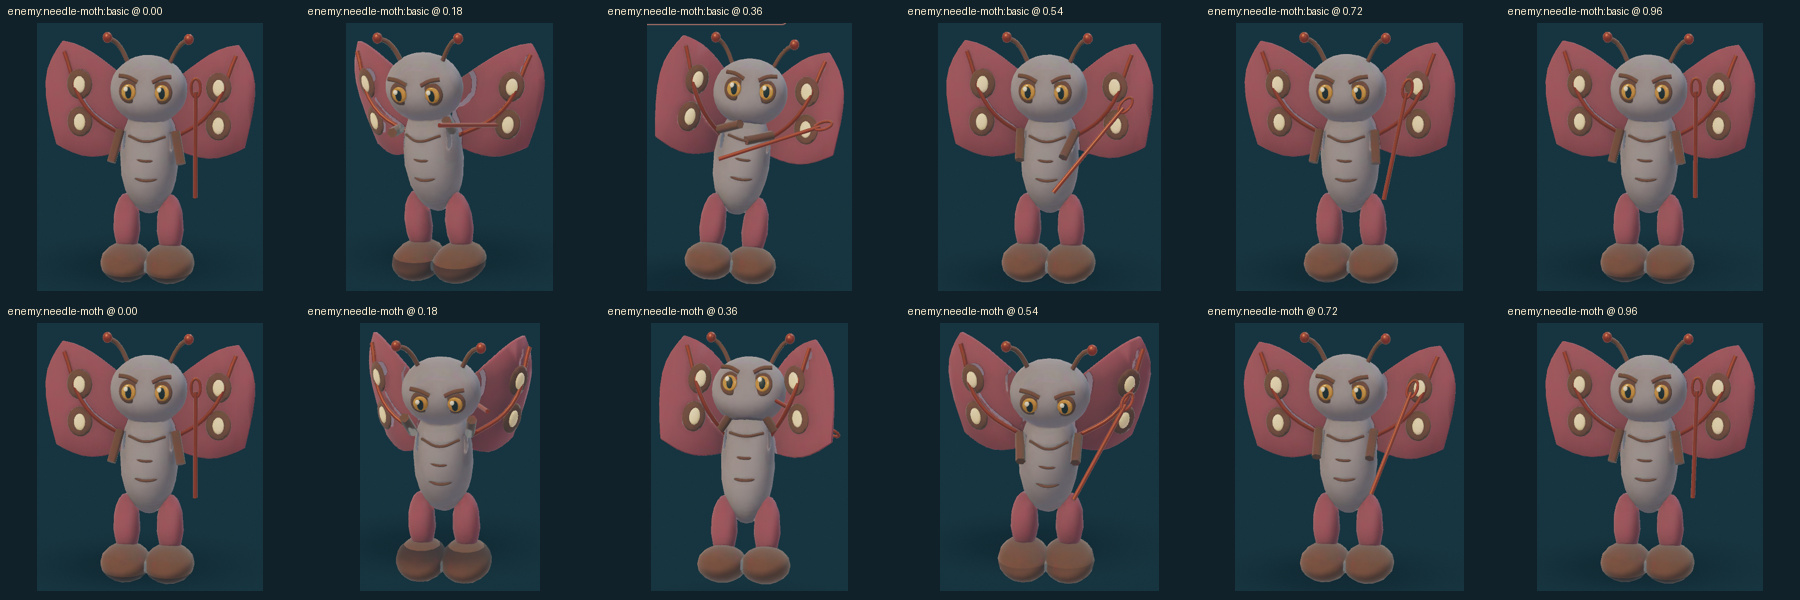 enemy:needle-moth:basic @ 0.00
enemy:needle-moth:basic @ 0.18
enemy:needle-moth:basic @ 0.36
enemy:needle-moth:basic @ 0.54
enemy:needle-moth:basic @ 0.72
enemy:needle-moth:basic @ 0.96
enemy:needle-moth @ 0.00
enemy:needle-moth @ 0.18
enemy:needle-moth @ 0.36
enemy:needle-moth @ 0.54
enemy:needle-moth @ 0.72
enemy:needle-moth @ 0.96